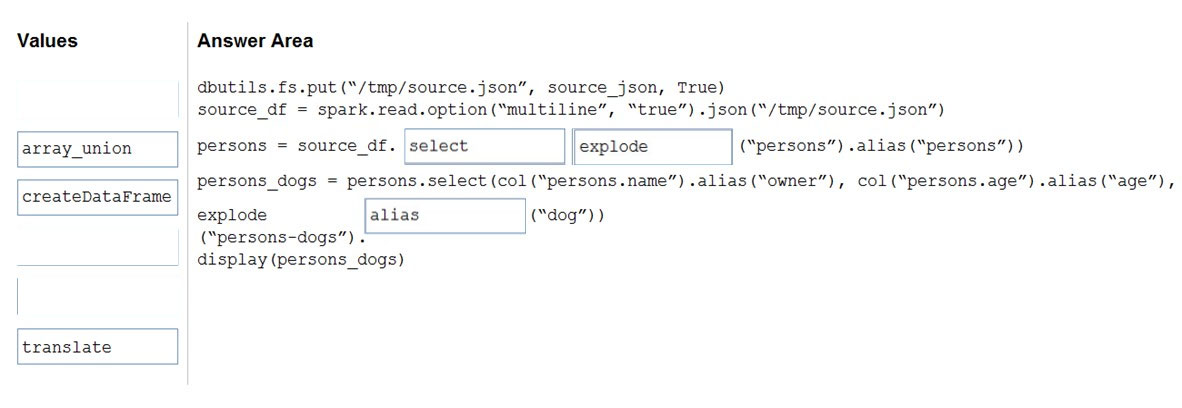 Values
Answer Area
dbutils.fs.put(“/tmp/source.json”, source_json, True)
source_df = spark.read.option(“multiline”, “true”).json(“/tmp/source.json”)
array_union
persons = source_df. select explode (“persons”).alias(“persons”))
createDataFrame
persons_dogs = persons.select(col(“persons.name”).alias(“owner”), col(“persons.age”).alias(“age”),
explode alias (“dog”))
(“persons-dogs”).
display(persons_dogs)
translate